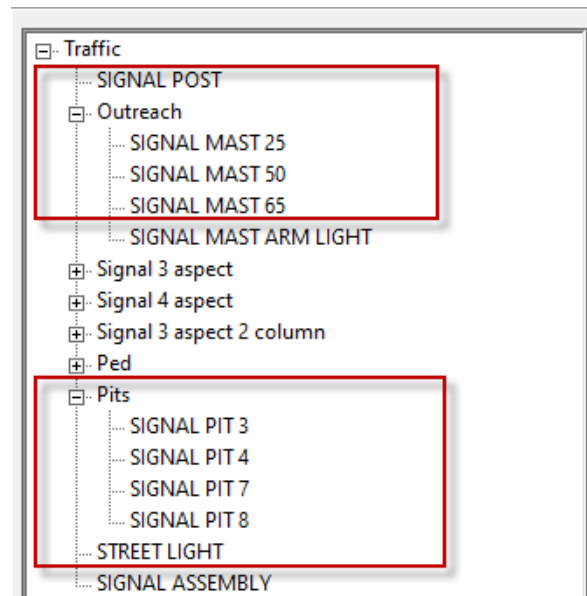 Traffic
SIGNAL POST
Outreach
SIGNAL MAST 25
SIGNAL MAST 50
SIGNAL MAST 65
SIGNAL MAST ARM LIGHT
Signal 3 aspect
Signal 4 aspect
Signal 3 aspect 2 column
Ped
Pits
SIGNAL PIT 3
SIGNAL PIT 4
SIGNAL PIT 7
SIGNAL PIT 8
STREET LIGHT
SIGNAL ASSEMBLY